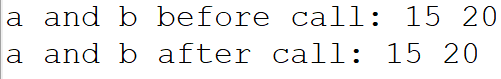 a and b before call: 15 20
a and b after call: 15 20